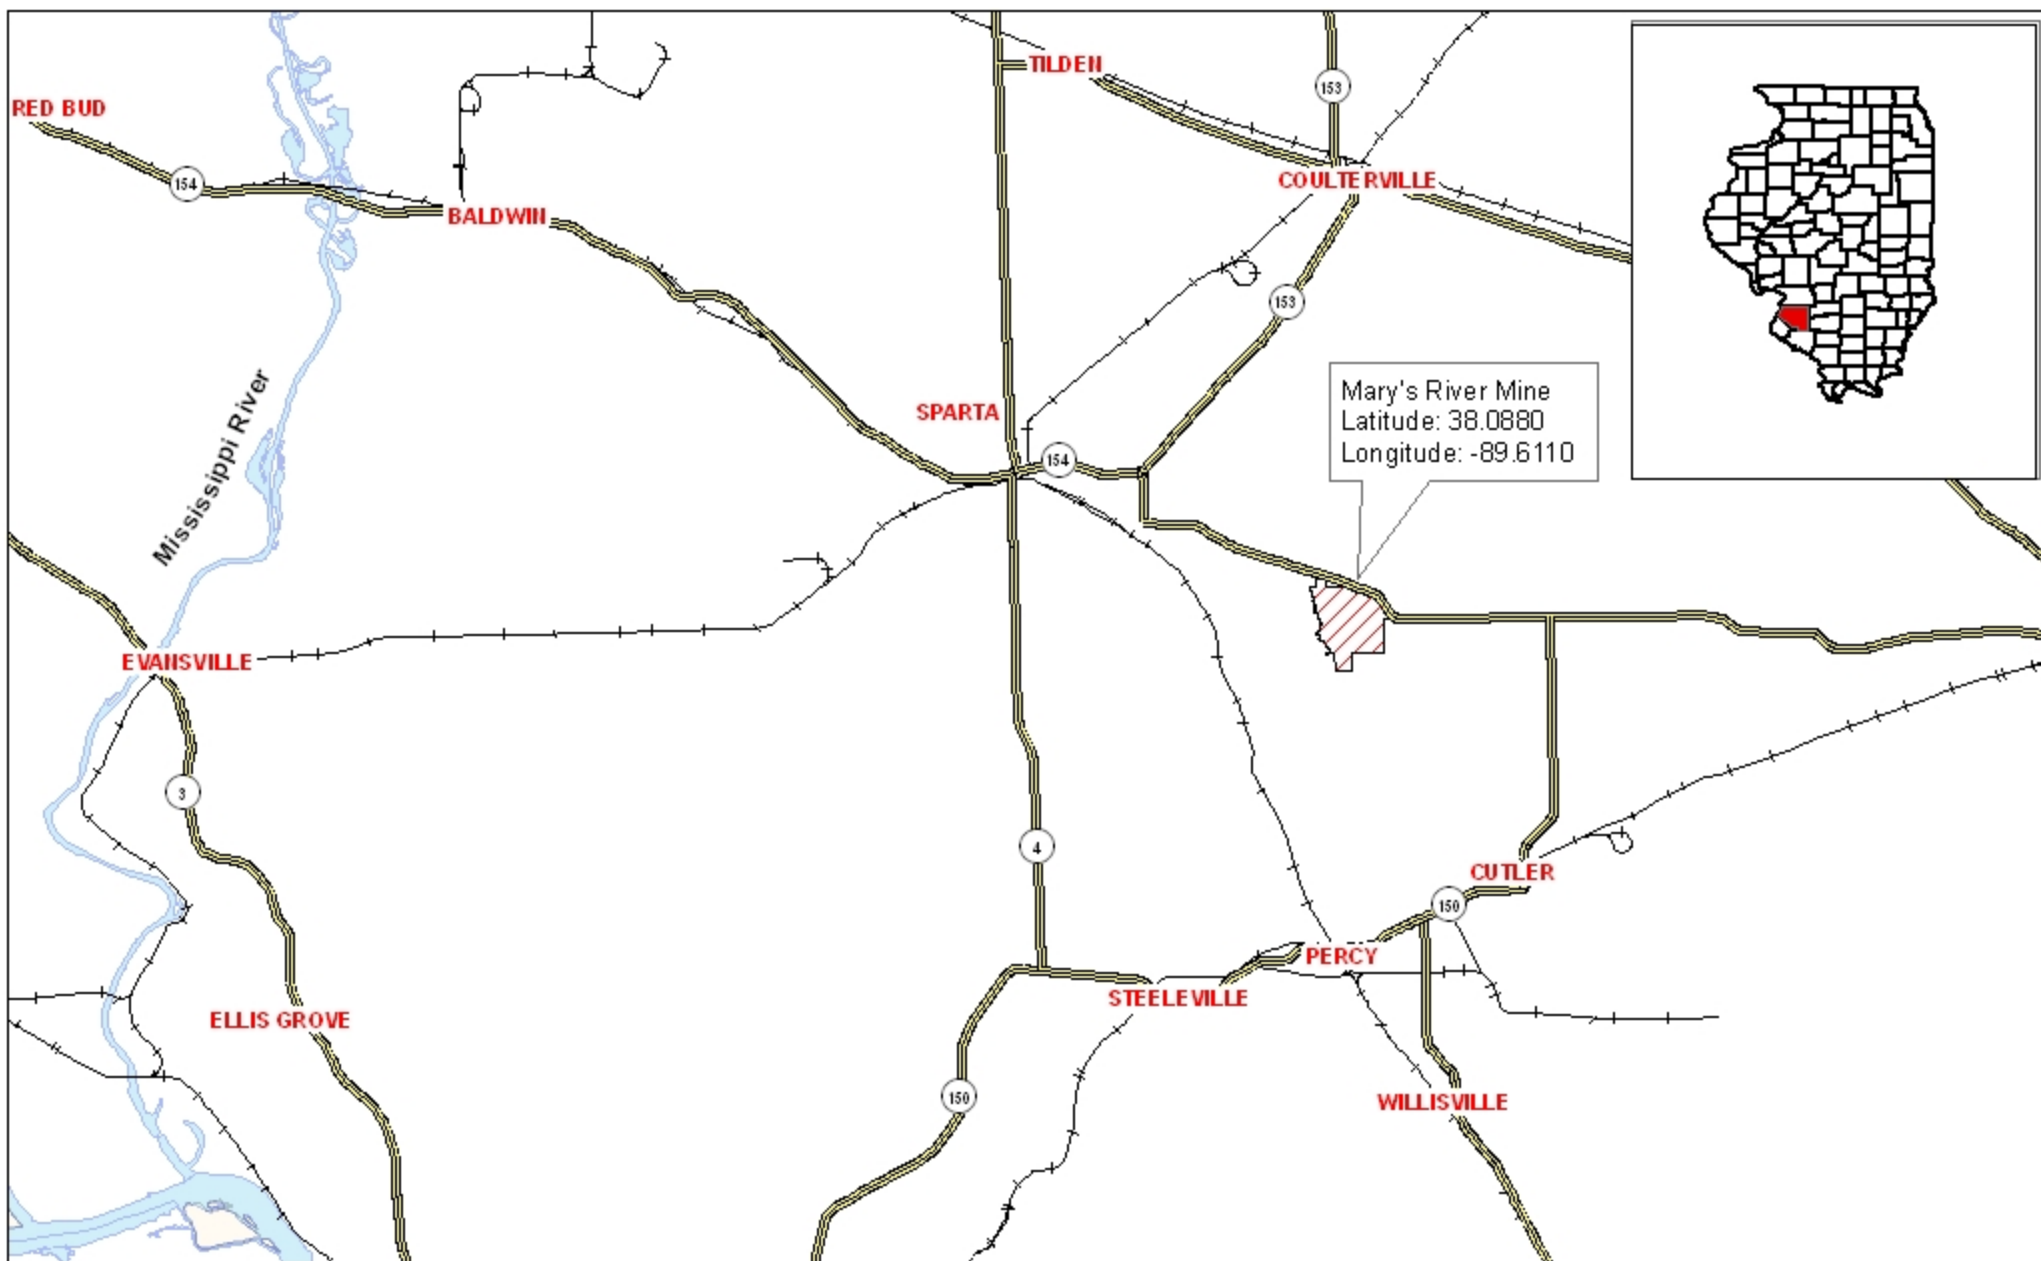 TILDEN
153
RED BUD
154
COULTERVILLE
BALDWIN
153
Mississippi River
SPARTA
Mary's River Mine
Latitude: 38.0880
Longitude: -89.6110
154
EVANSVILLE
3
4
CUTLER
150
PERCY
STEELEVILLE
ELLIS GROVE
150
WILLISVILLE